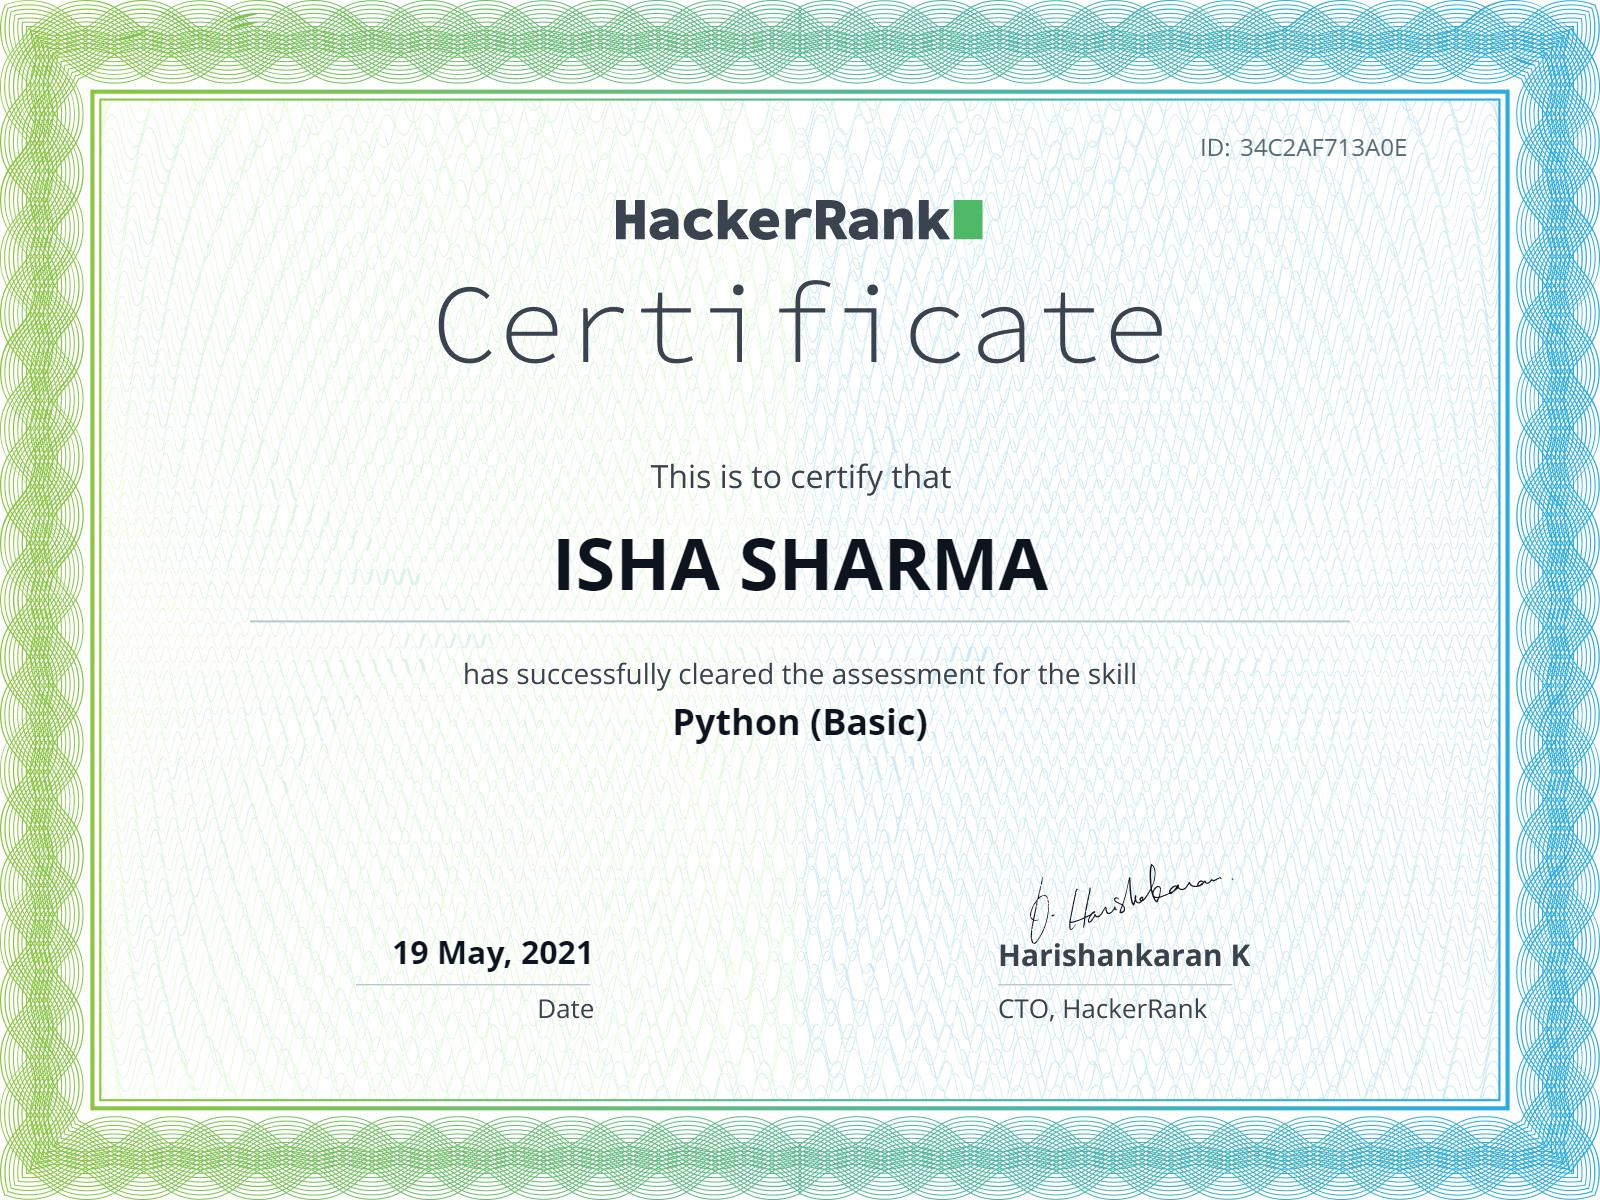 ID: 34C2AF713A0E
HackerRank
Certificate
This is to certify that
ISHA SHARMA
has successfully cleared the assessment for the skill
Python (Basic)
Harishankaran
19 May, 2021
Harishankaran K
Date
CTO, HackerRank